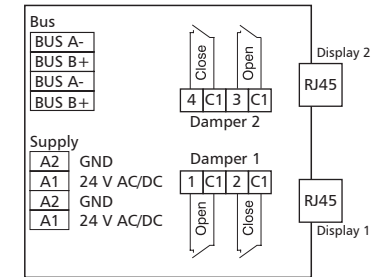 Bus
BUS A-
BUS B+
BUS A-
BUS B+
Close
Open
4 C1 3 C1
Damper 2
Display 2
RJ45
Supply
A2 GND
A1 24 V AC/DC
A2 GND
A1 24 V AC/DC
Damper 1
1 C1 2 C1
Open
Close
RJ45
Display 1